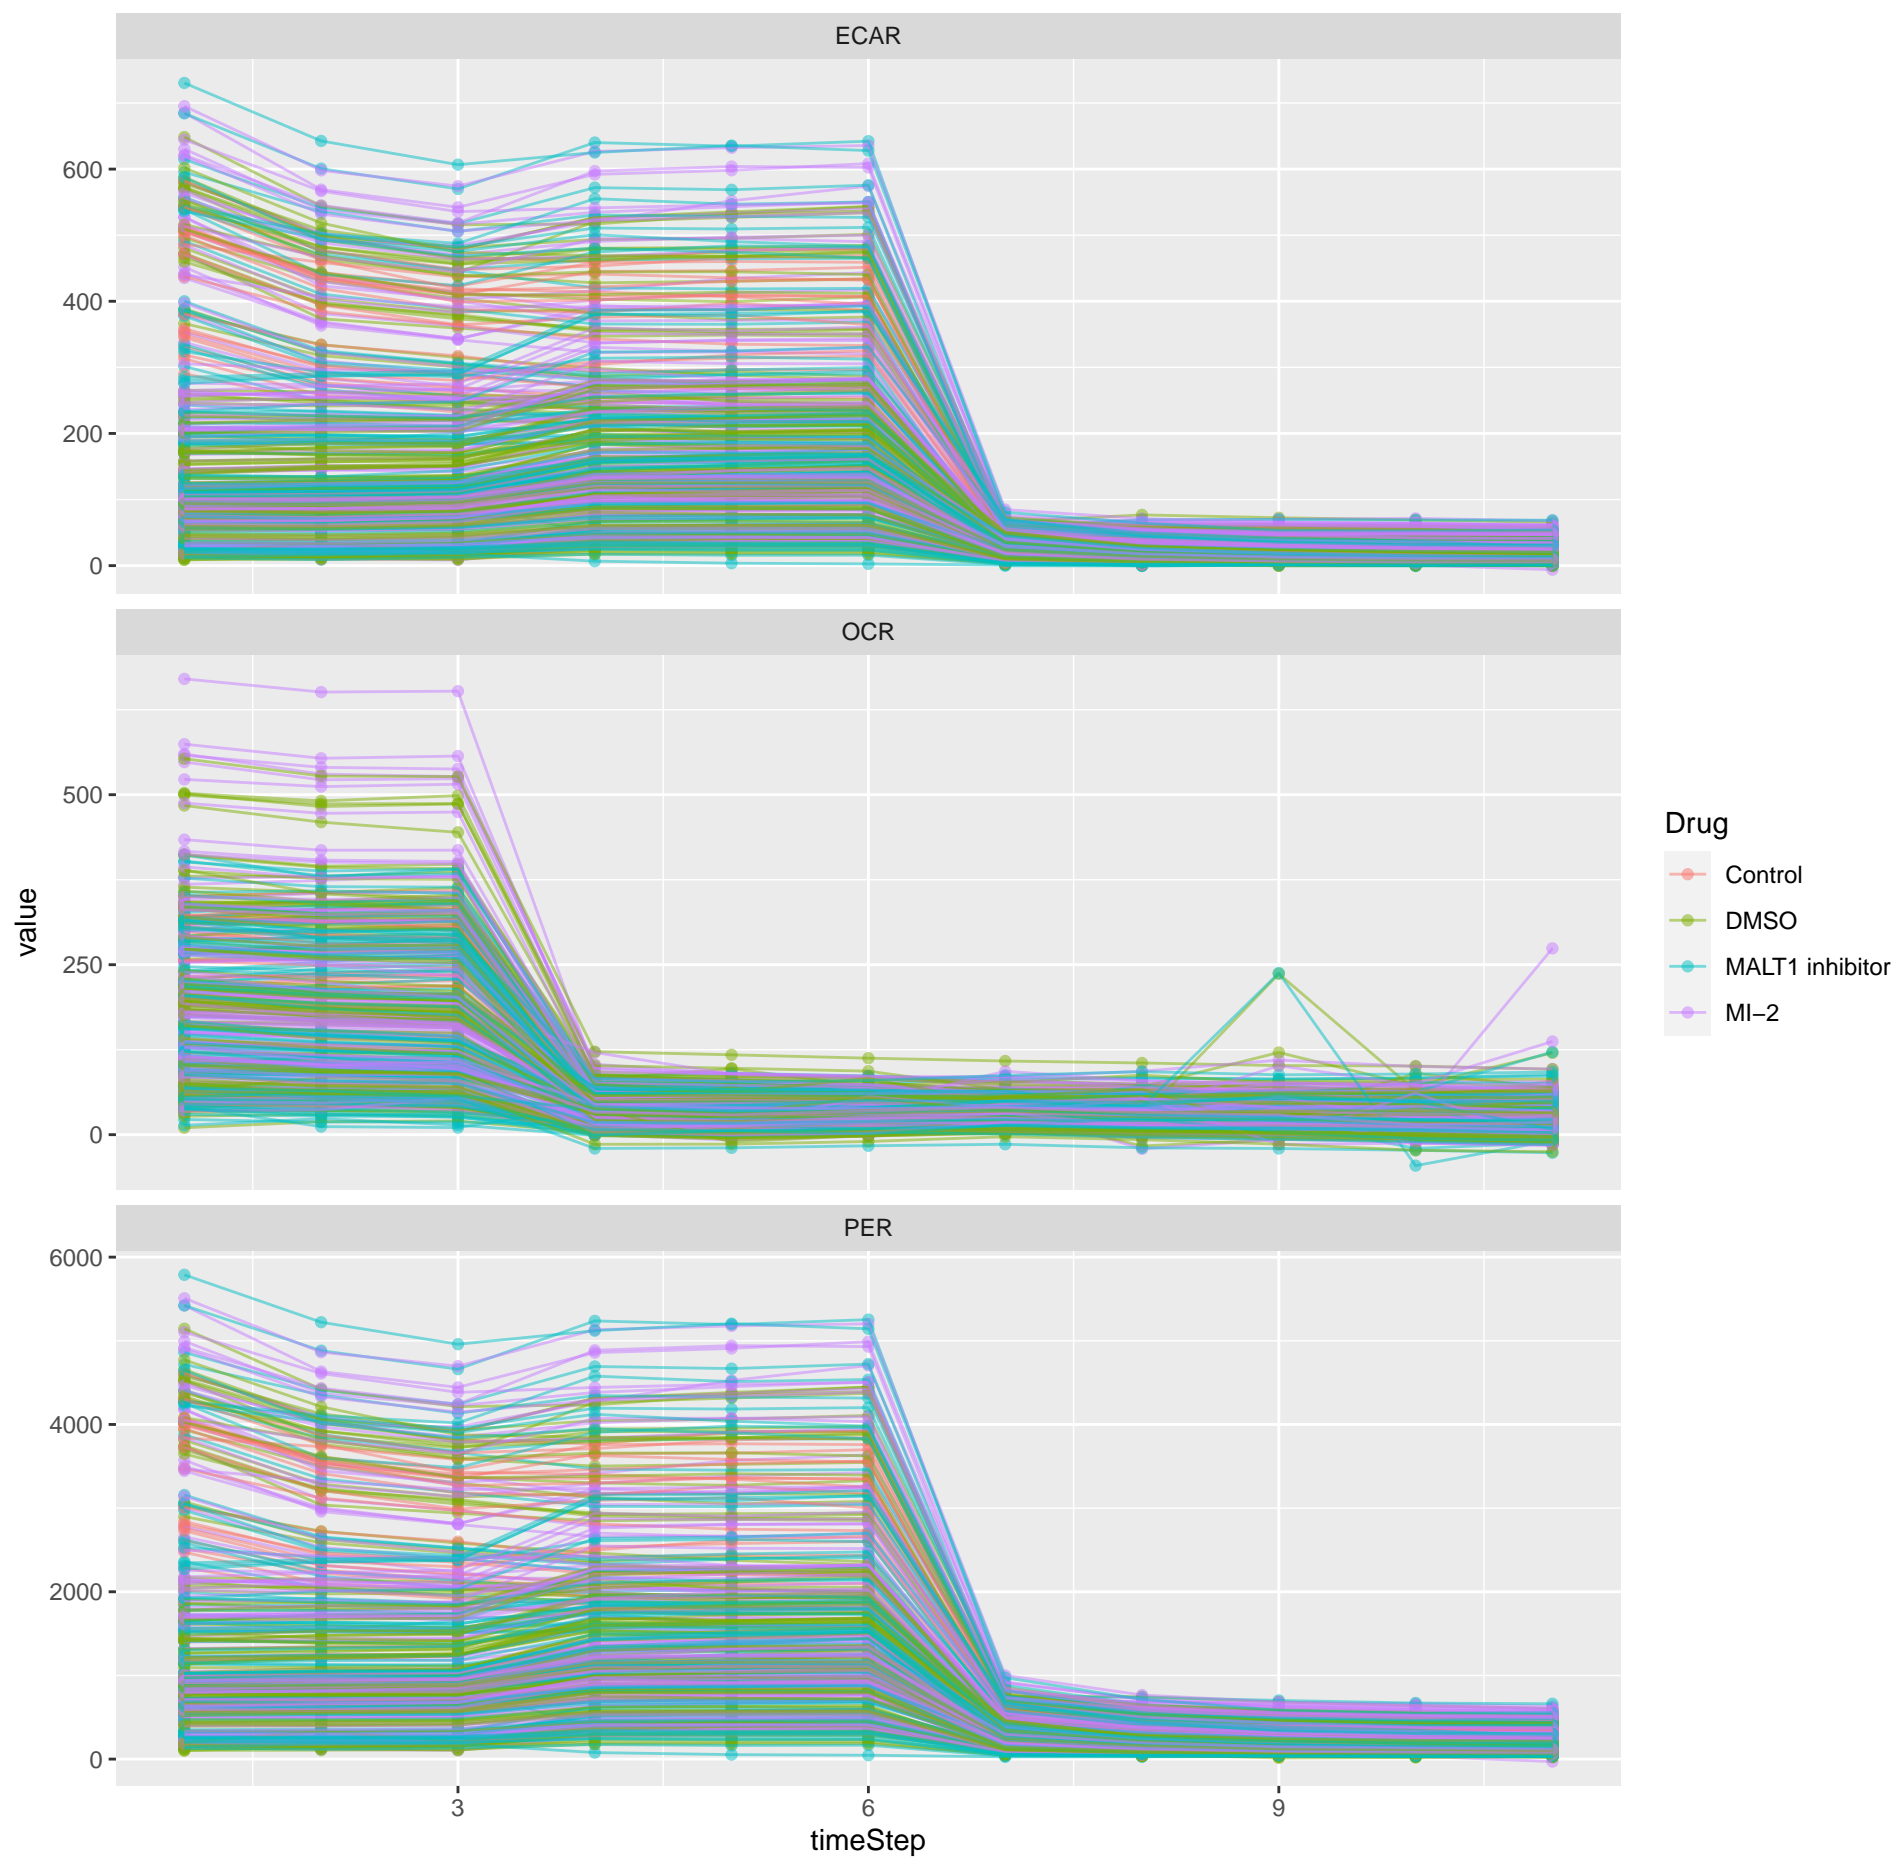 ECAR
600
400
200
0
OCR
500
250
0
value
PER
6000
4000
2000
0
3
6
9
timeStep
Drug
Control
DMSO
MALT1 inhibitor
MI−2